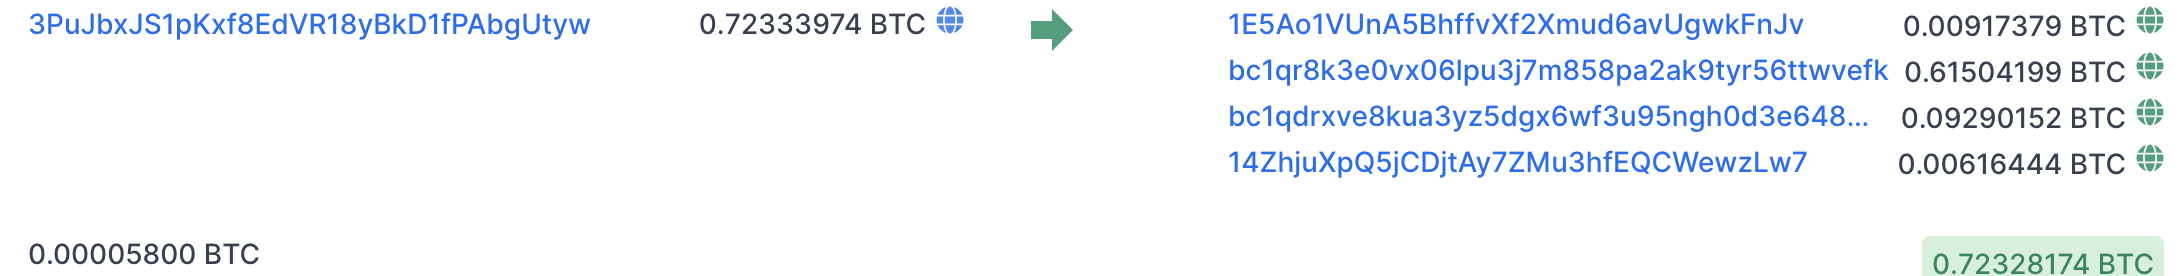 3PuJbxJS1pKxf8EdVR18yBkD1fPAbgUtyw 0.72333974 BTC
1E5Ao1VUnA5BhffvXf2Xmud6avUgwkFnJv 0.00917379 BTC
bc1qr8k3e0vx06lpu3j7m858pa2ak9tyr56ttwvefk 0.61504199 BTC
bc1qdrxve8kua3yz5dgx6wf3u95ngh0d3e648... 0.09290152 BTC
14ZhjuXpQ5jCDjtAy7ZMu3hfEQCWewzLw7 0.00616444 BTC
0.00005800 BTC
0.72328174 BTC